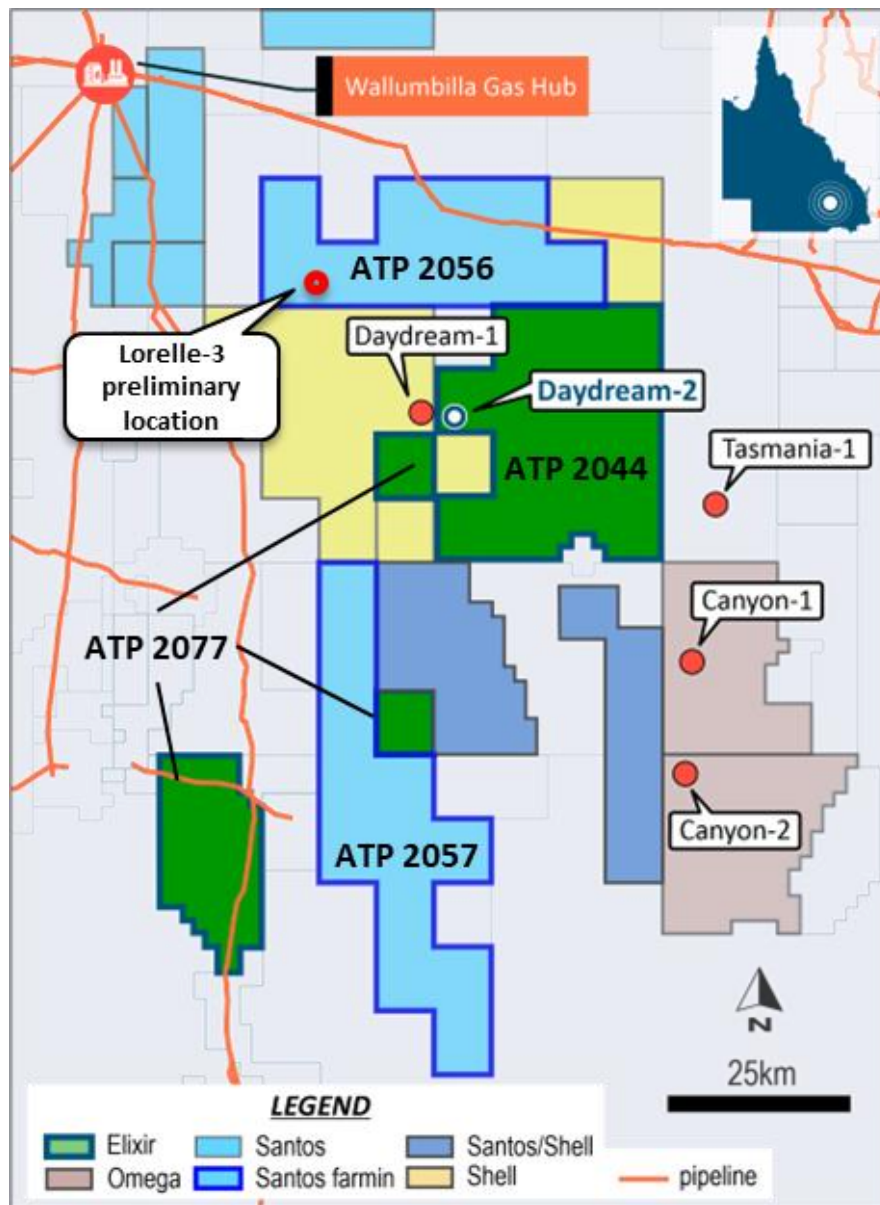 Wallumbilla Gas Hub
ATP 2056
Lorelle-3
preliminary
location
Daydream-1
Daydream-2
ATP 2044
Tasmania-1
Canyon-1
ATP 2077
Canyon-2
ATP 2057
N
25km
LEGEND
Elixir
Santos
Santos/Shell
Omega
Santos farmin
Shell
pipeline